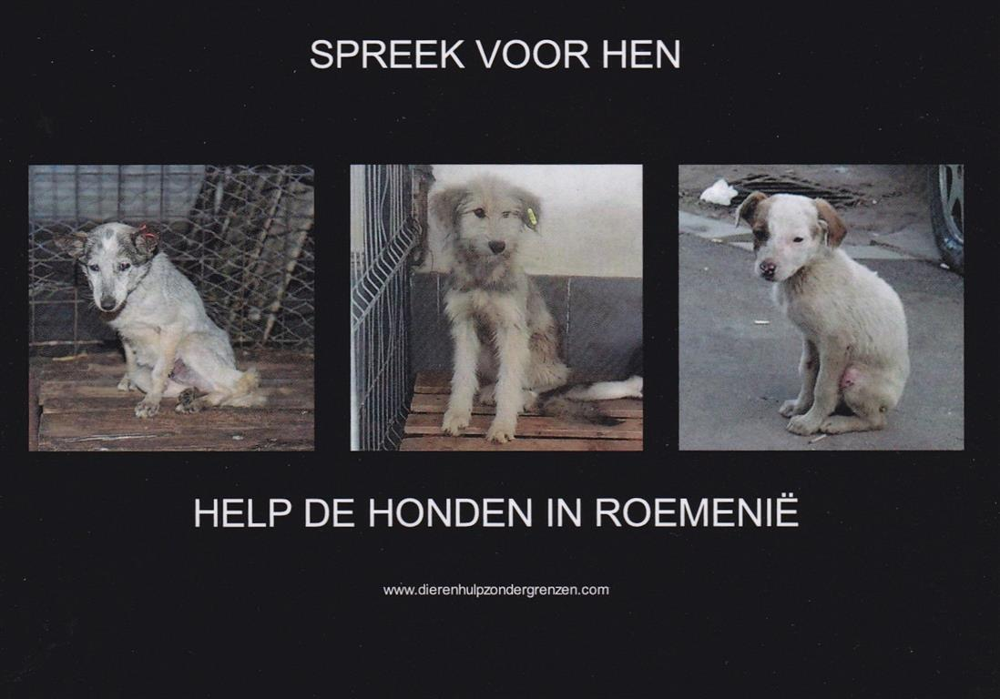 SPREEK VOOR HEN
HELP DE HONDEN IN ROEMENIË
www.dierenhulpzondergrenzen.com